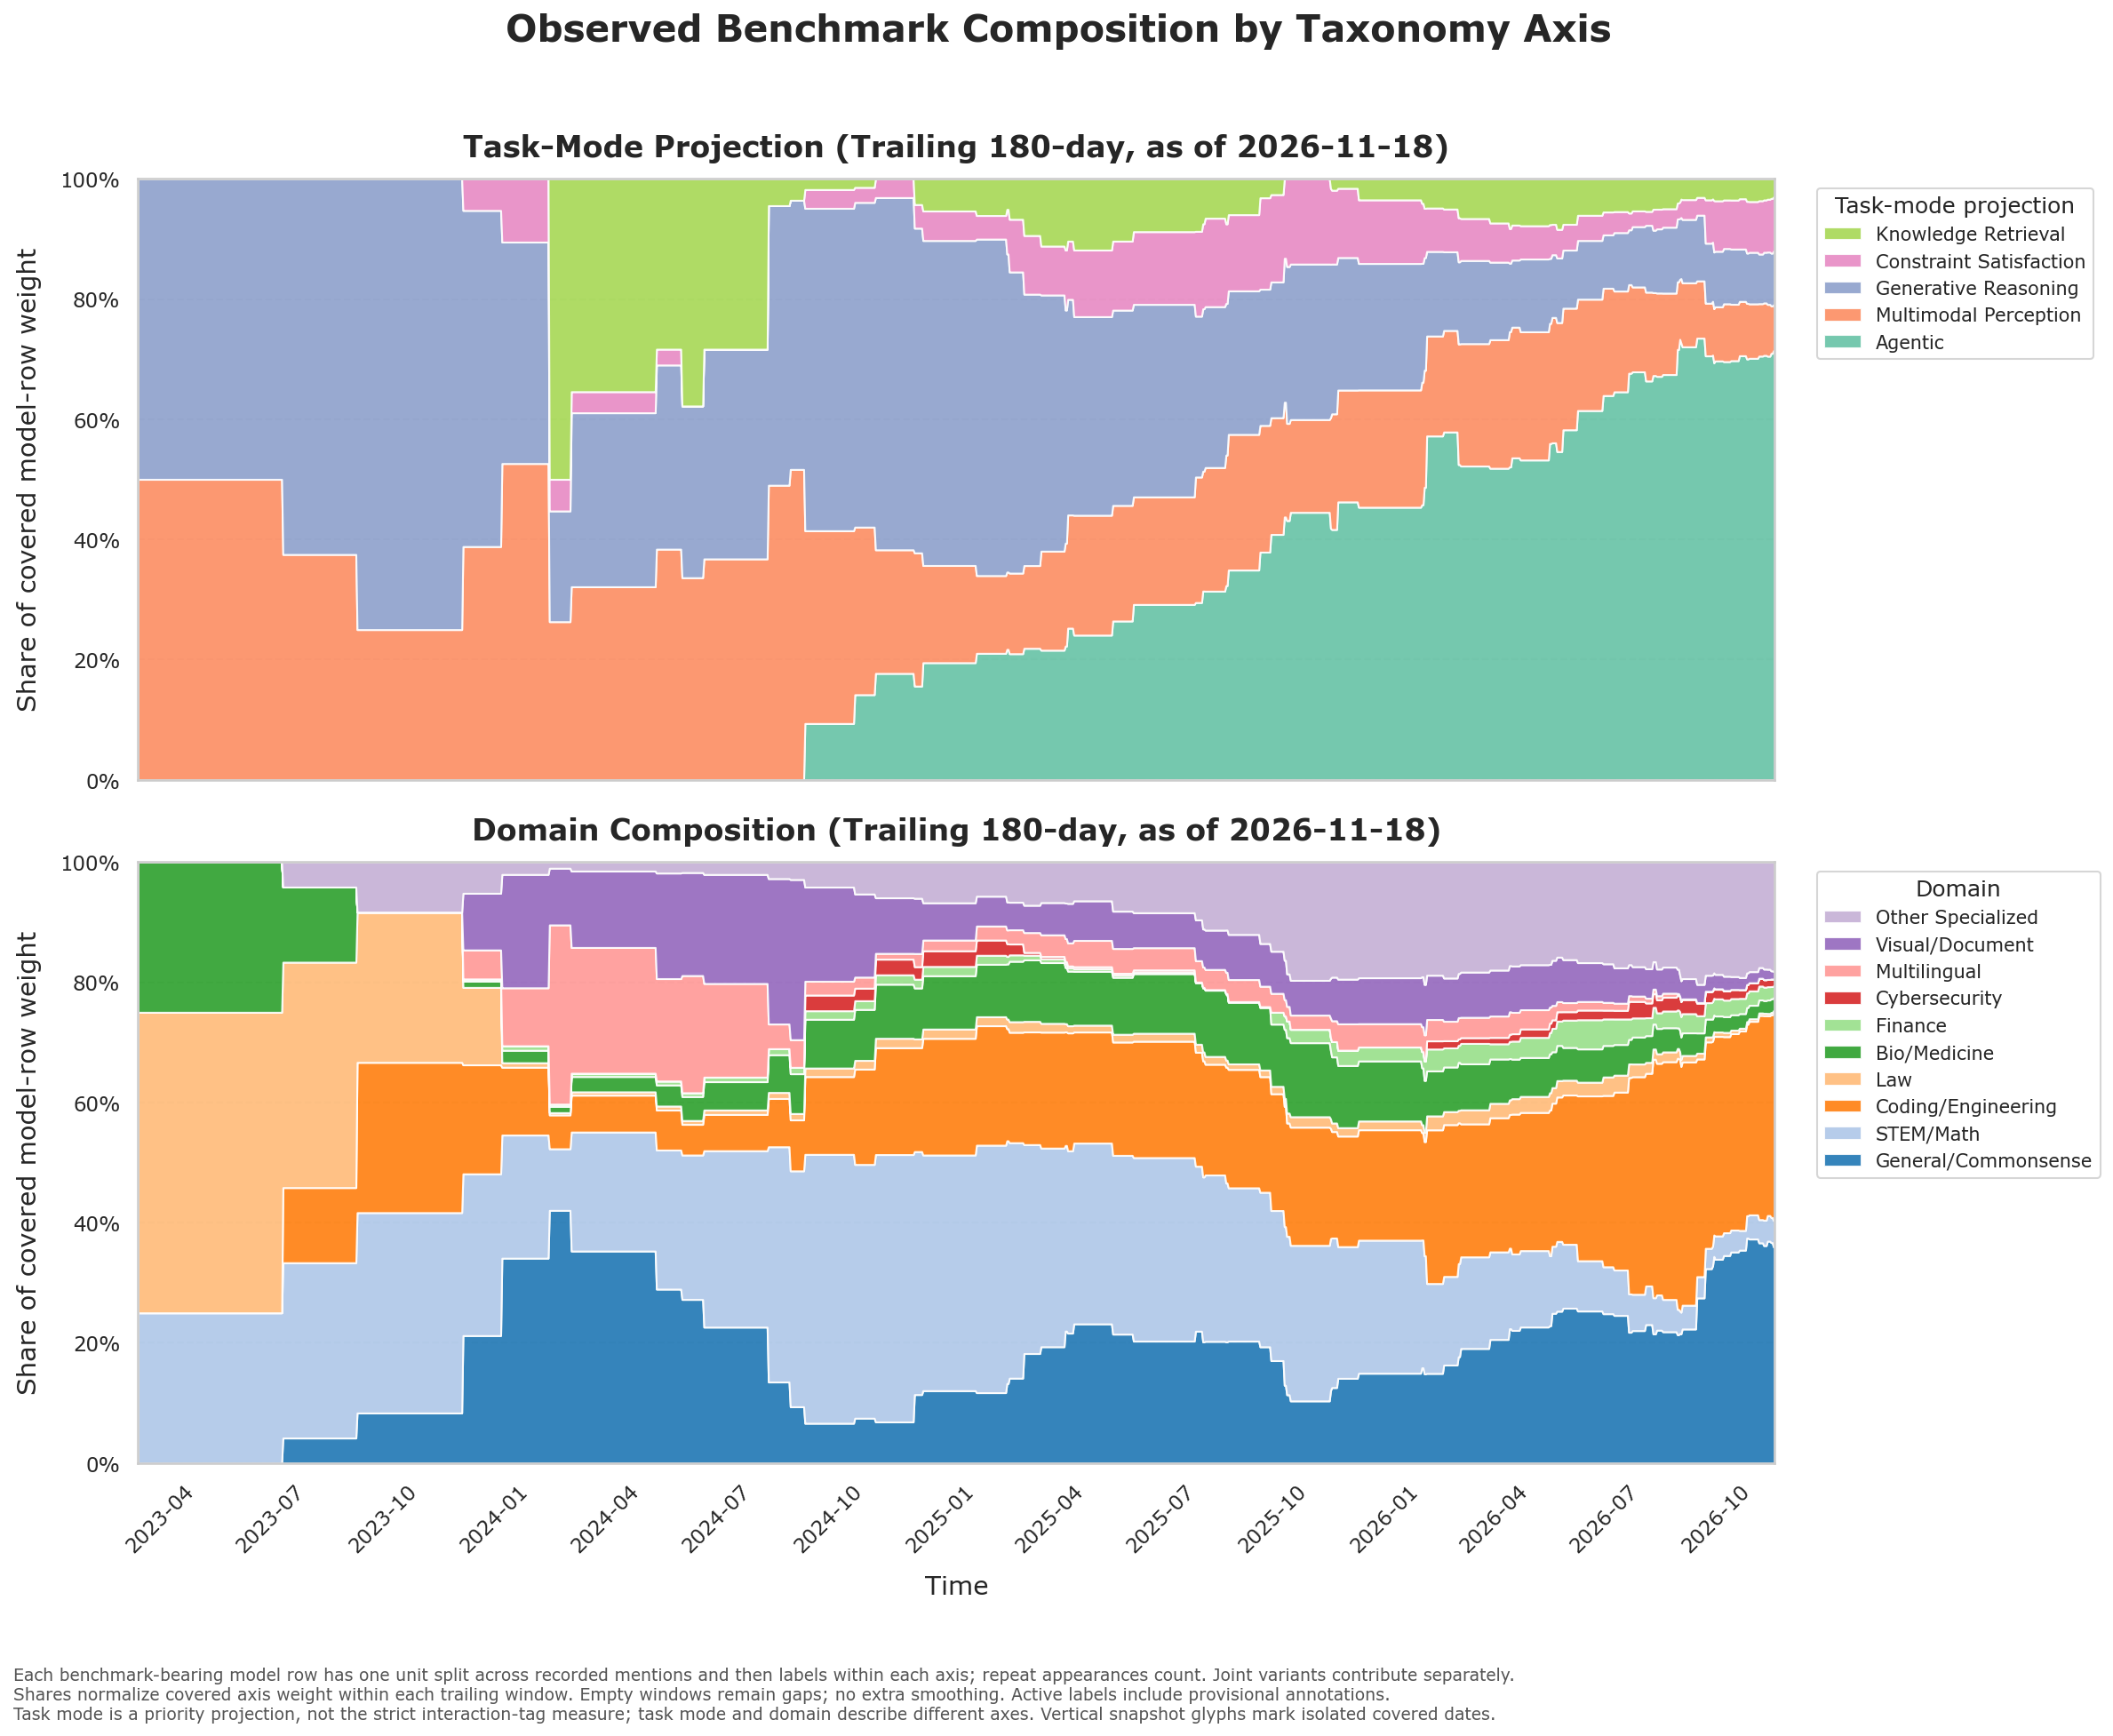 Observed Benchmark Composition by Taxonomy Axis
Task-Mode Projection (Trailing 180-day, as of 2026-11-18)
Share of covered model-row weight
100%
80%
60%
40%
20%
0%
Task-mode projection
Knowledge Retrieval
Constraint Satisfaction
Generative Reasoning
Multimodal Perception
Agentic
Domain Composition (Trailing 180-day, as of 2026-11-18)
Share of covered model-row weight
100%
80%
60%
40%
20%
0%
Domain
Other Specialized
Visual/Document
Multilingual
Cybersecurity
Finance
Bio/Medicine
Law
Coding/Engineering
STEM/Math
General/Commonsense
2023-04
2023-07
2023-10
2024-01
2024-04
2024-07
2024-10
2025-01
2025-04
2025-07
2025-10
2026-01
2026-04
2026-07
2026-10
Time
Each benchmark-bearing model row has one unit split across recorded mentions and then labels within each axis; repeat appearances count. Joint variants contribute separately.
Shares normalize covered axis weight within each trailing window. Empty windows remain gaps; no extra smoothing. Active labels include provisional annotations.
Task mode is a priority projection, not the strict interaction-tag measure; task mode and domain describe different axes. Vertical snapshot glyphs mark isolated covered dates.